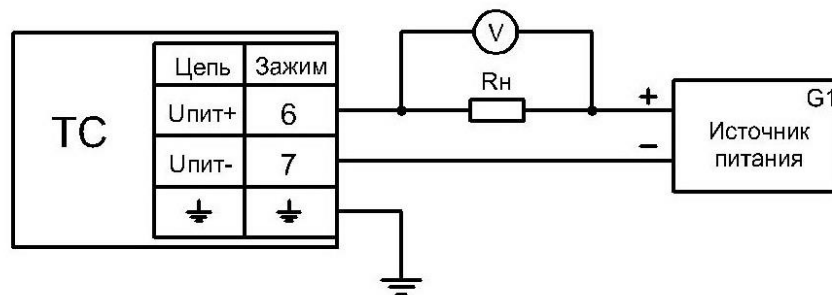 ТС
Цепь Зажим
Uпит+ 6
Uпит- 7
V
Rн
+
−
G1
Источник
питания